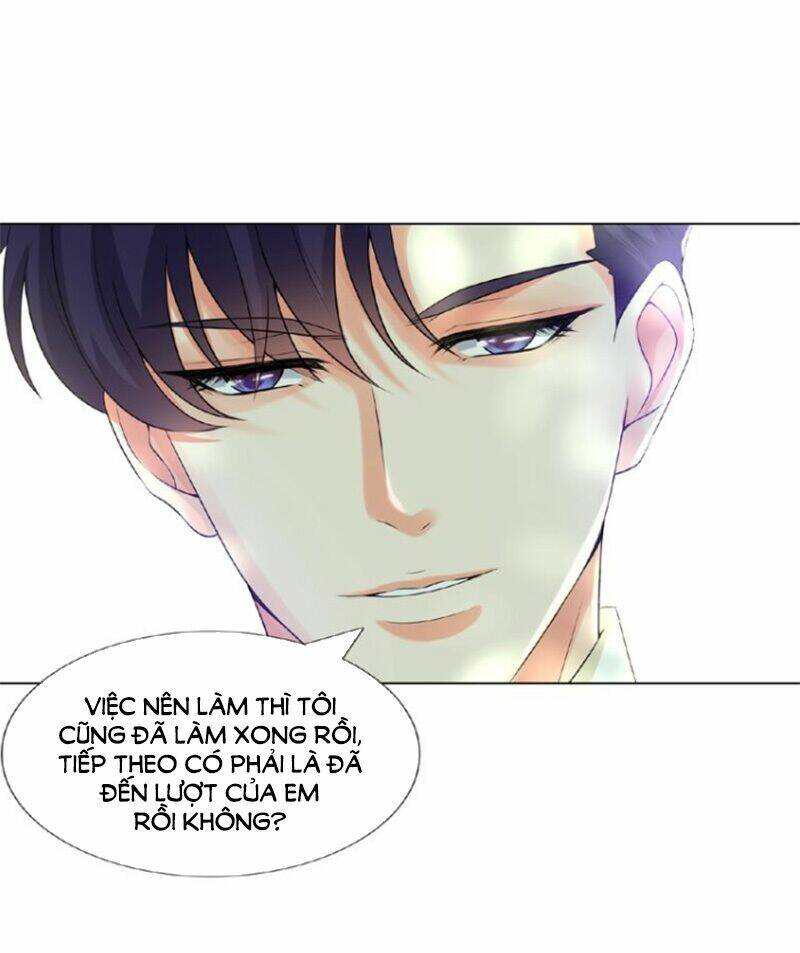 VIỆC NÊN LÀM THÌ TÔI
CŨNG ĐÃ LÀM XONG RỒI,
TIẾP THEO CÓ PHẢI LÀ ĐÃ
ĐẾN LƯỢT CỦA EM
RỒI KHÔNG?